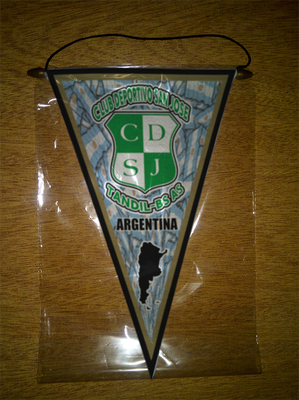 CLUB DEPORTIVO SAN JOSE
C D
S J
TANDIL-BS AS
ARGENTINA